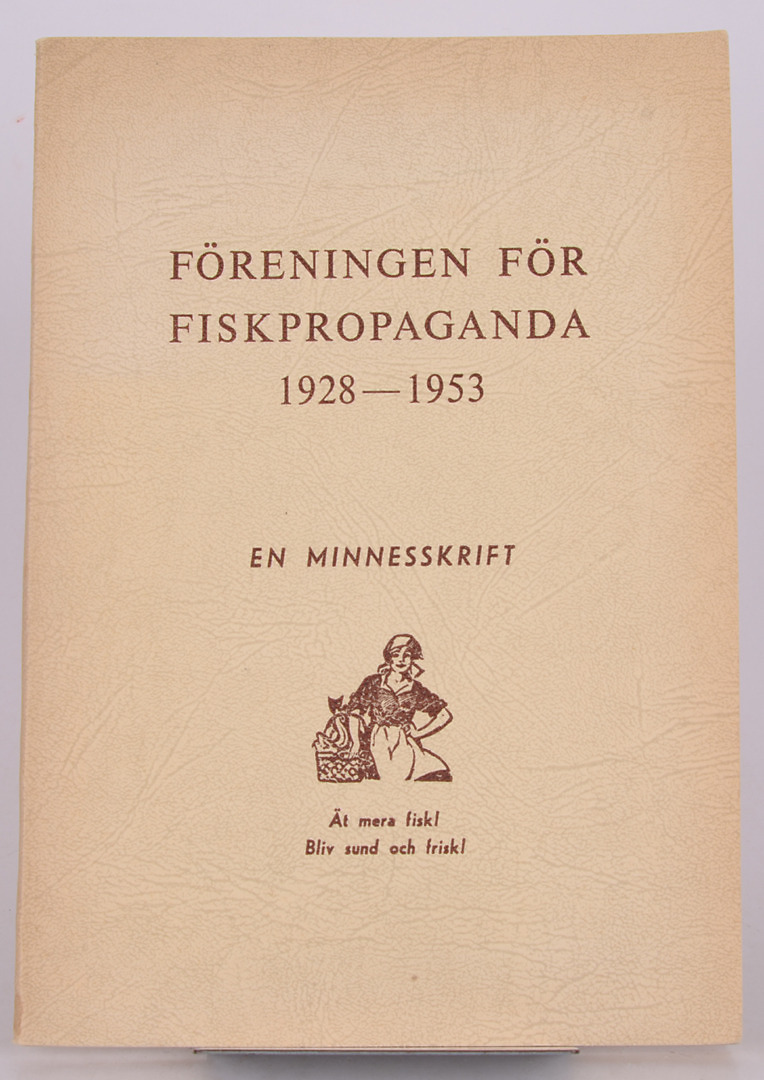 FÖRENINGEN FÖR
FISKPROPAGANDA
1928—1953
EN MINNESSKRIFT
Ät mera fisk!
Bliv sund och frisk!